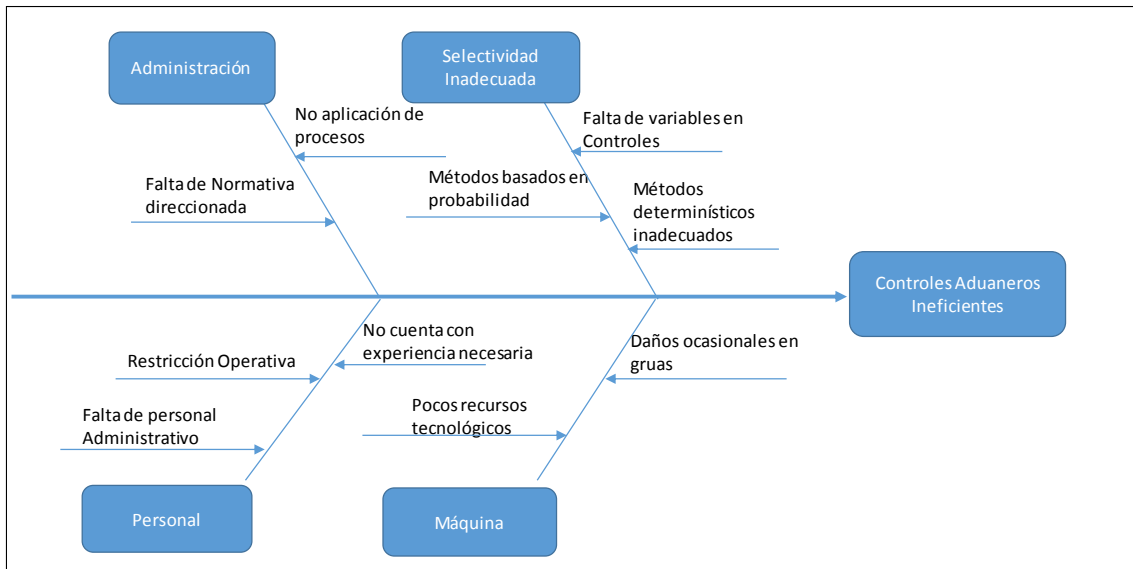 Administración
Selectividad
Inadecuada
No aplicación de
procesos
Falta de variables en
Controles
Falta de Normativa
direccionada
Métodos basados en
probabilidad
Métodos
determinísticos
inadecuados
Controles Aduaneros
Ineficientes
No cuenta con
experiencia necesaria
Restricción Operativa
Daños ocasionales en
gruas
Falta de personal
Administrativo
Pocos recursos
tecnológicos
Personal
Máquina